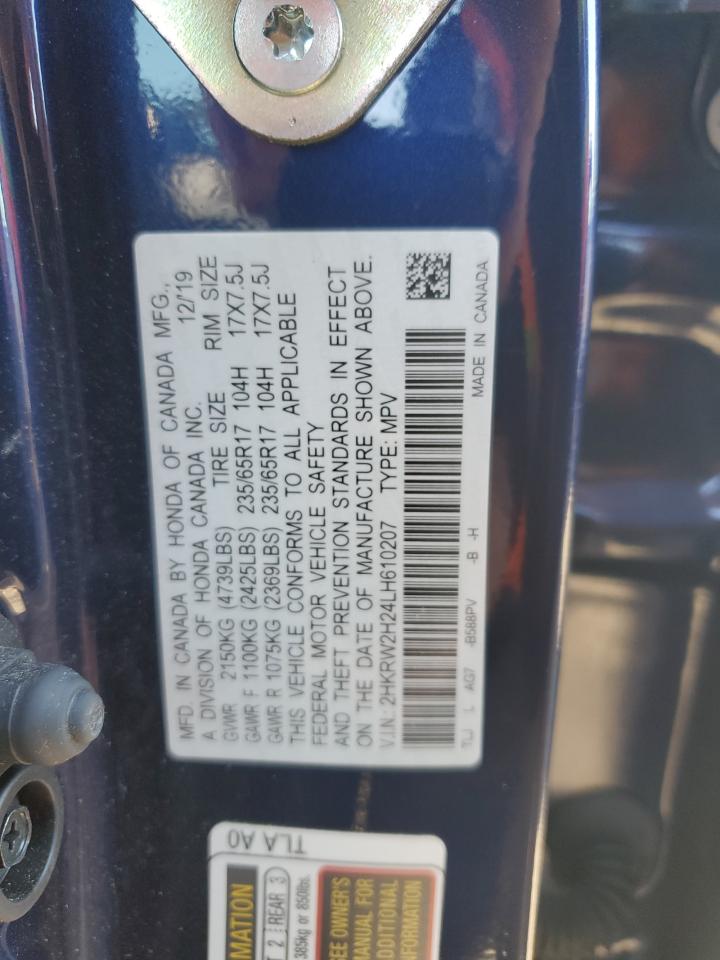 MFD. IN CANADA BY HONDA OF CANADA MFG.,
A DIVISION OF HONDA CANADA INC. 12/'19
TIRE SIZE RIM SIZE
GVWR 2150KG (4739LBS)
GAWR F 1100KG (2425LBS) 235/65R17 104H 17X7.5J
GAWR R 1075KG (2369LBS) 235/65R17 104H 17X7.5J
THIS VEHICLE CONFORMS TO ALL APPLICABLE
FEDERAL MOTOR VEHICLE SAFETY
AND THEFT PREVENTION STANDARDS IN EFFECT
ON THE DATE OF MANUFACTURE SHOWN ABOVE.
V.I.N.: 2HKRW2H24LH610207 TYPE: MPV
L AG7 -B588PV -B -H MADE IN CANADA
TLA A0
MATION
2 REAR 3
385kg or 850lbs.
SEE OWNER'S
MANUAL FOR
ADDITIONAL
INFORMATION